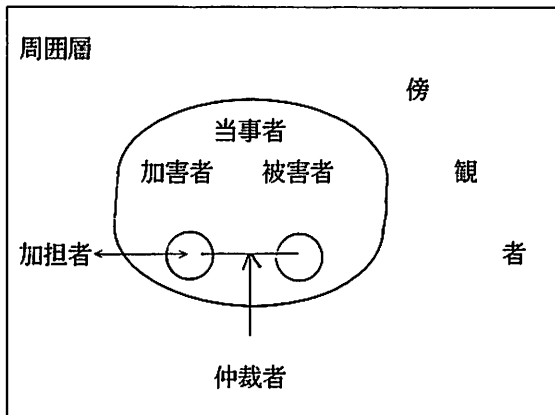 周囲層
傍観者
当事者
加害者 被害者
加担者
仲裁者